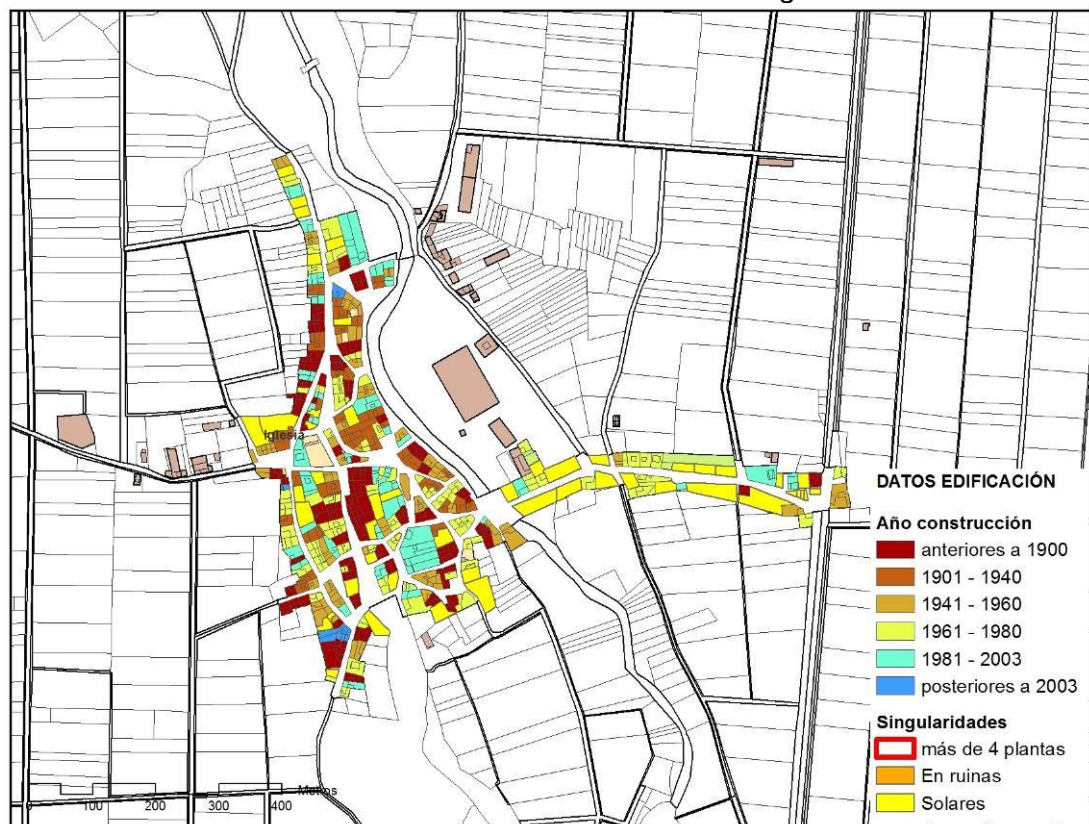 Iglesia
DATOS EDIFICACIÓN
Año construcción
anteriores a 1900
1901 - 1940
1941 - 1960
1961 - 1980
1981 - 2003
posteriores a 2003
Singularidades
más de 4 plantas
En ruinas
Solares
Metros
0 100 200 300 400